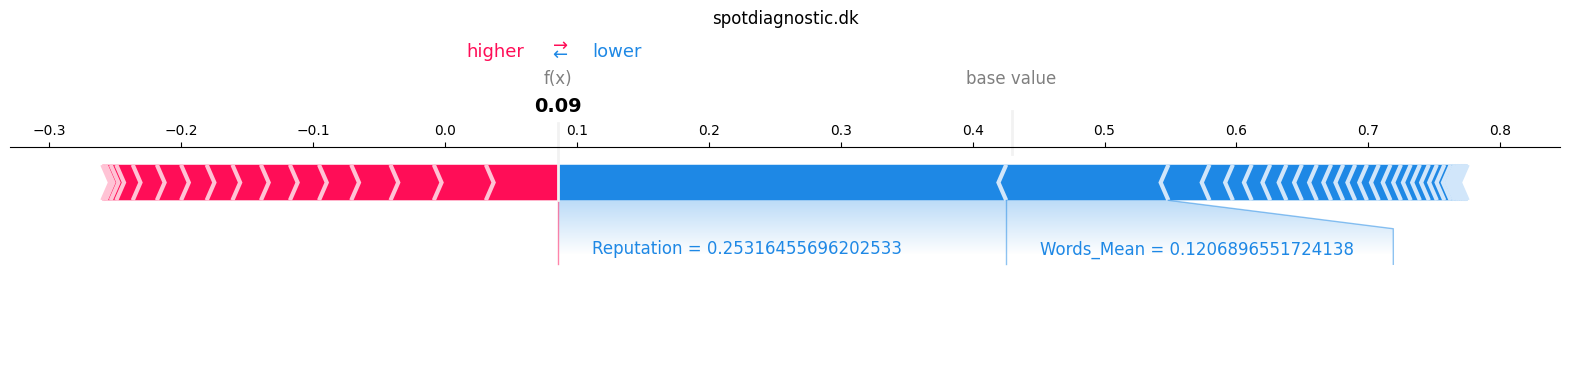 spotdiagnostic.dk
higher ⇄ lower
f(x) base value
0.09
−0.3 −0.2 −0.1 0.0 0.1 0.2 0.3 0.4 0.5 0.6 0.7 0.8
Reputation = 0.25316455696202533 Words_Mean = 0.1206896551724138